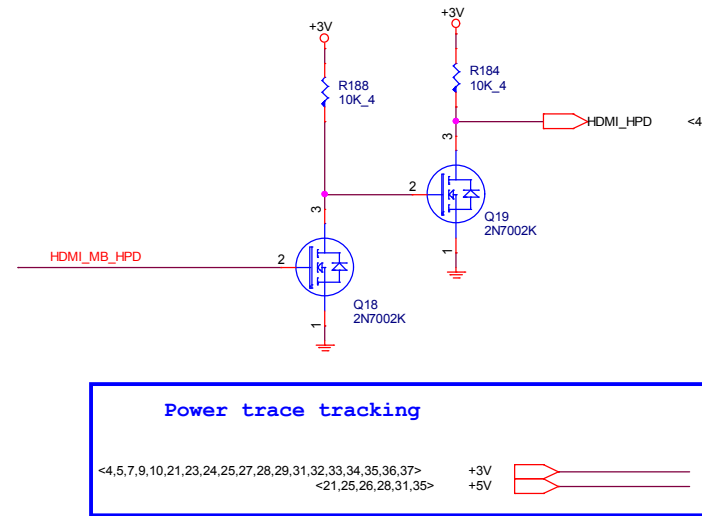 +3V
+3V
R188
10K_4
R184
10K_4
HDMI_HPD <4
3
2
Q19
2N7002K
1
3
HDMI_MB_HPD
2
Q18
2N7002K
1
Power trace tracking
<4,5,7,9,10,21,23,24,25,27,28,29,31,32,33,34,35,36,37> +3V
<21,25,26,28,31,35> +5V